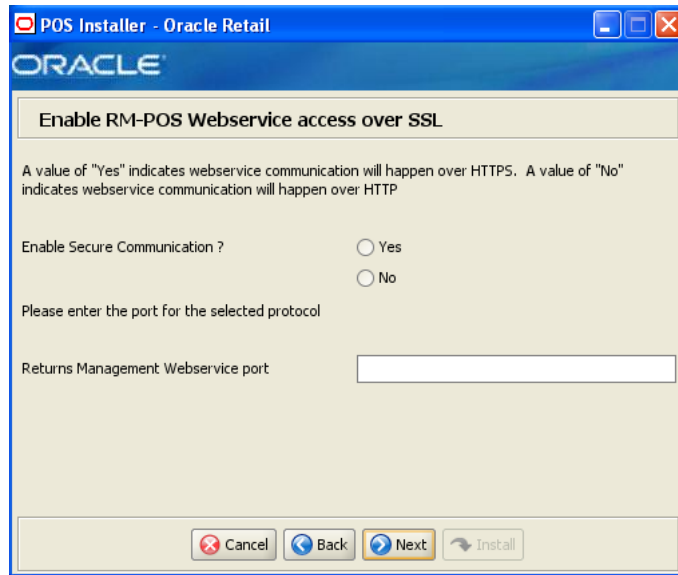 POS Installer - Oracle Retail
ORACLE
Enable RM-POS Webservice access over SSL
A value of "Yes" indicates webservice communication will happen over HTTPS.  A value of "No"
indicates webservice communication will happen over HTTP
Enable Secure Communication ?
Yes
No
Please enter the port for the selected protocol
Returns Management Webservice port
Cancel
Back
Next
Install